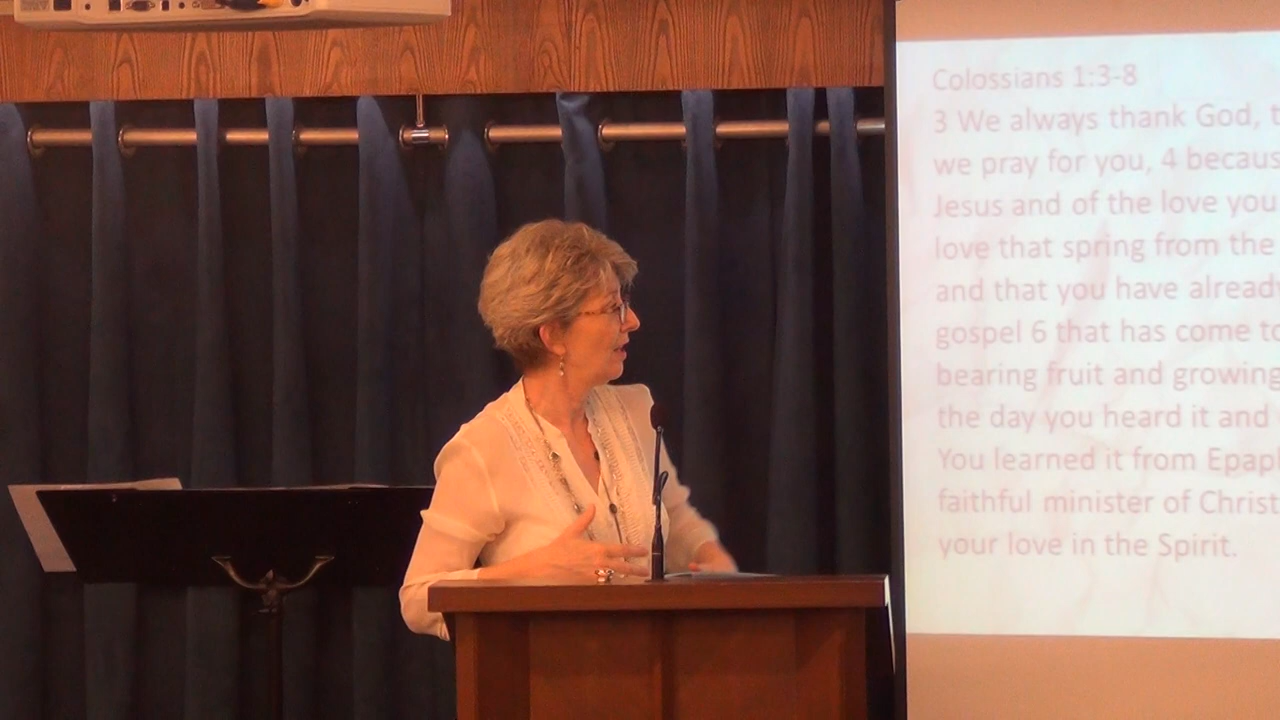 Colossians 1:3-8
3 We always thank God, t
we pray for you, 4 becaus
Jesus and of the love you
love that spring from the
and that you have already
gospel 6 that has come to
bearing fruit and growing
the day you heard it and
You learned it from Epaph
faithful minister of Christ
your love in the Spirit.